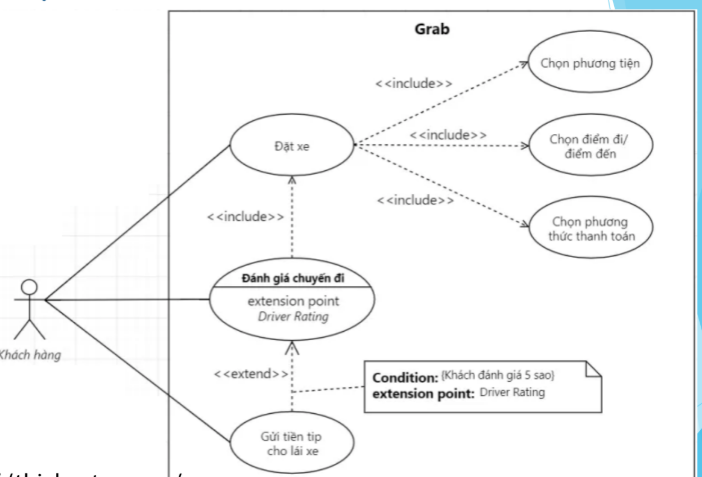 Grab
Chọn phương tiện
<<include>>
Đặt xe
<<include>>
Chọn điểm đi/
điểm đến
<<include>>
Chọn phương
thức thanh toán
<<include>>
Đánh giá chuyến đi
extension point
Driver Rating
Khách hàng
<<extend>>
Condition: (Khách đánh giá 5 sao)
extension point: Driver Rating
Gửi tiền tip
cho lái xe